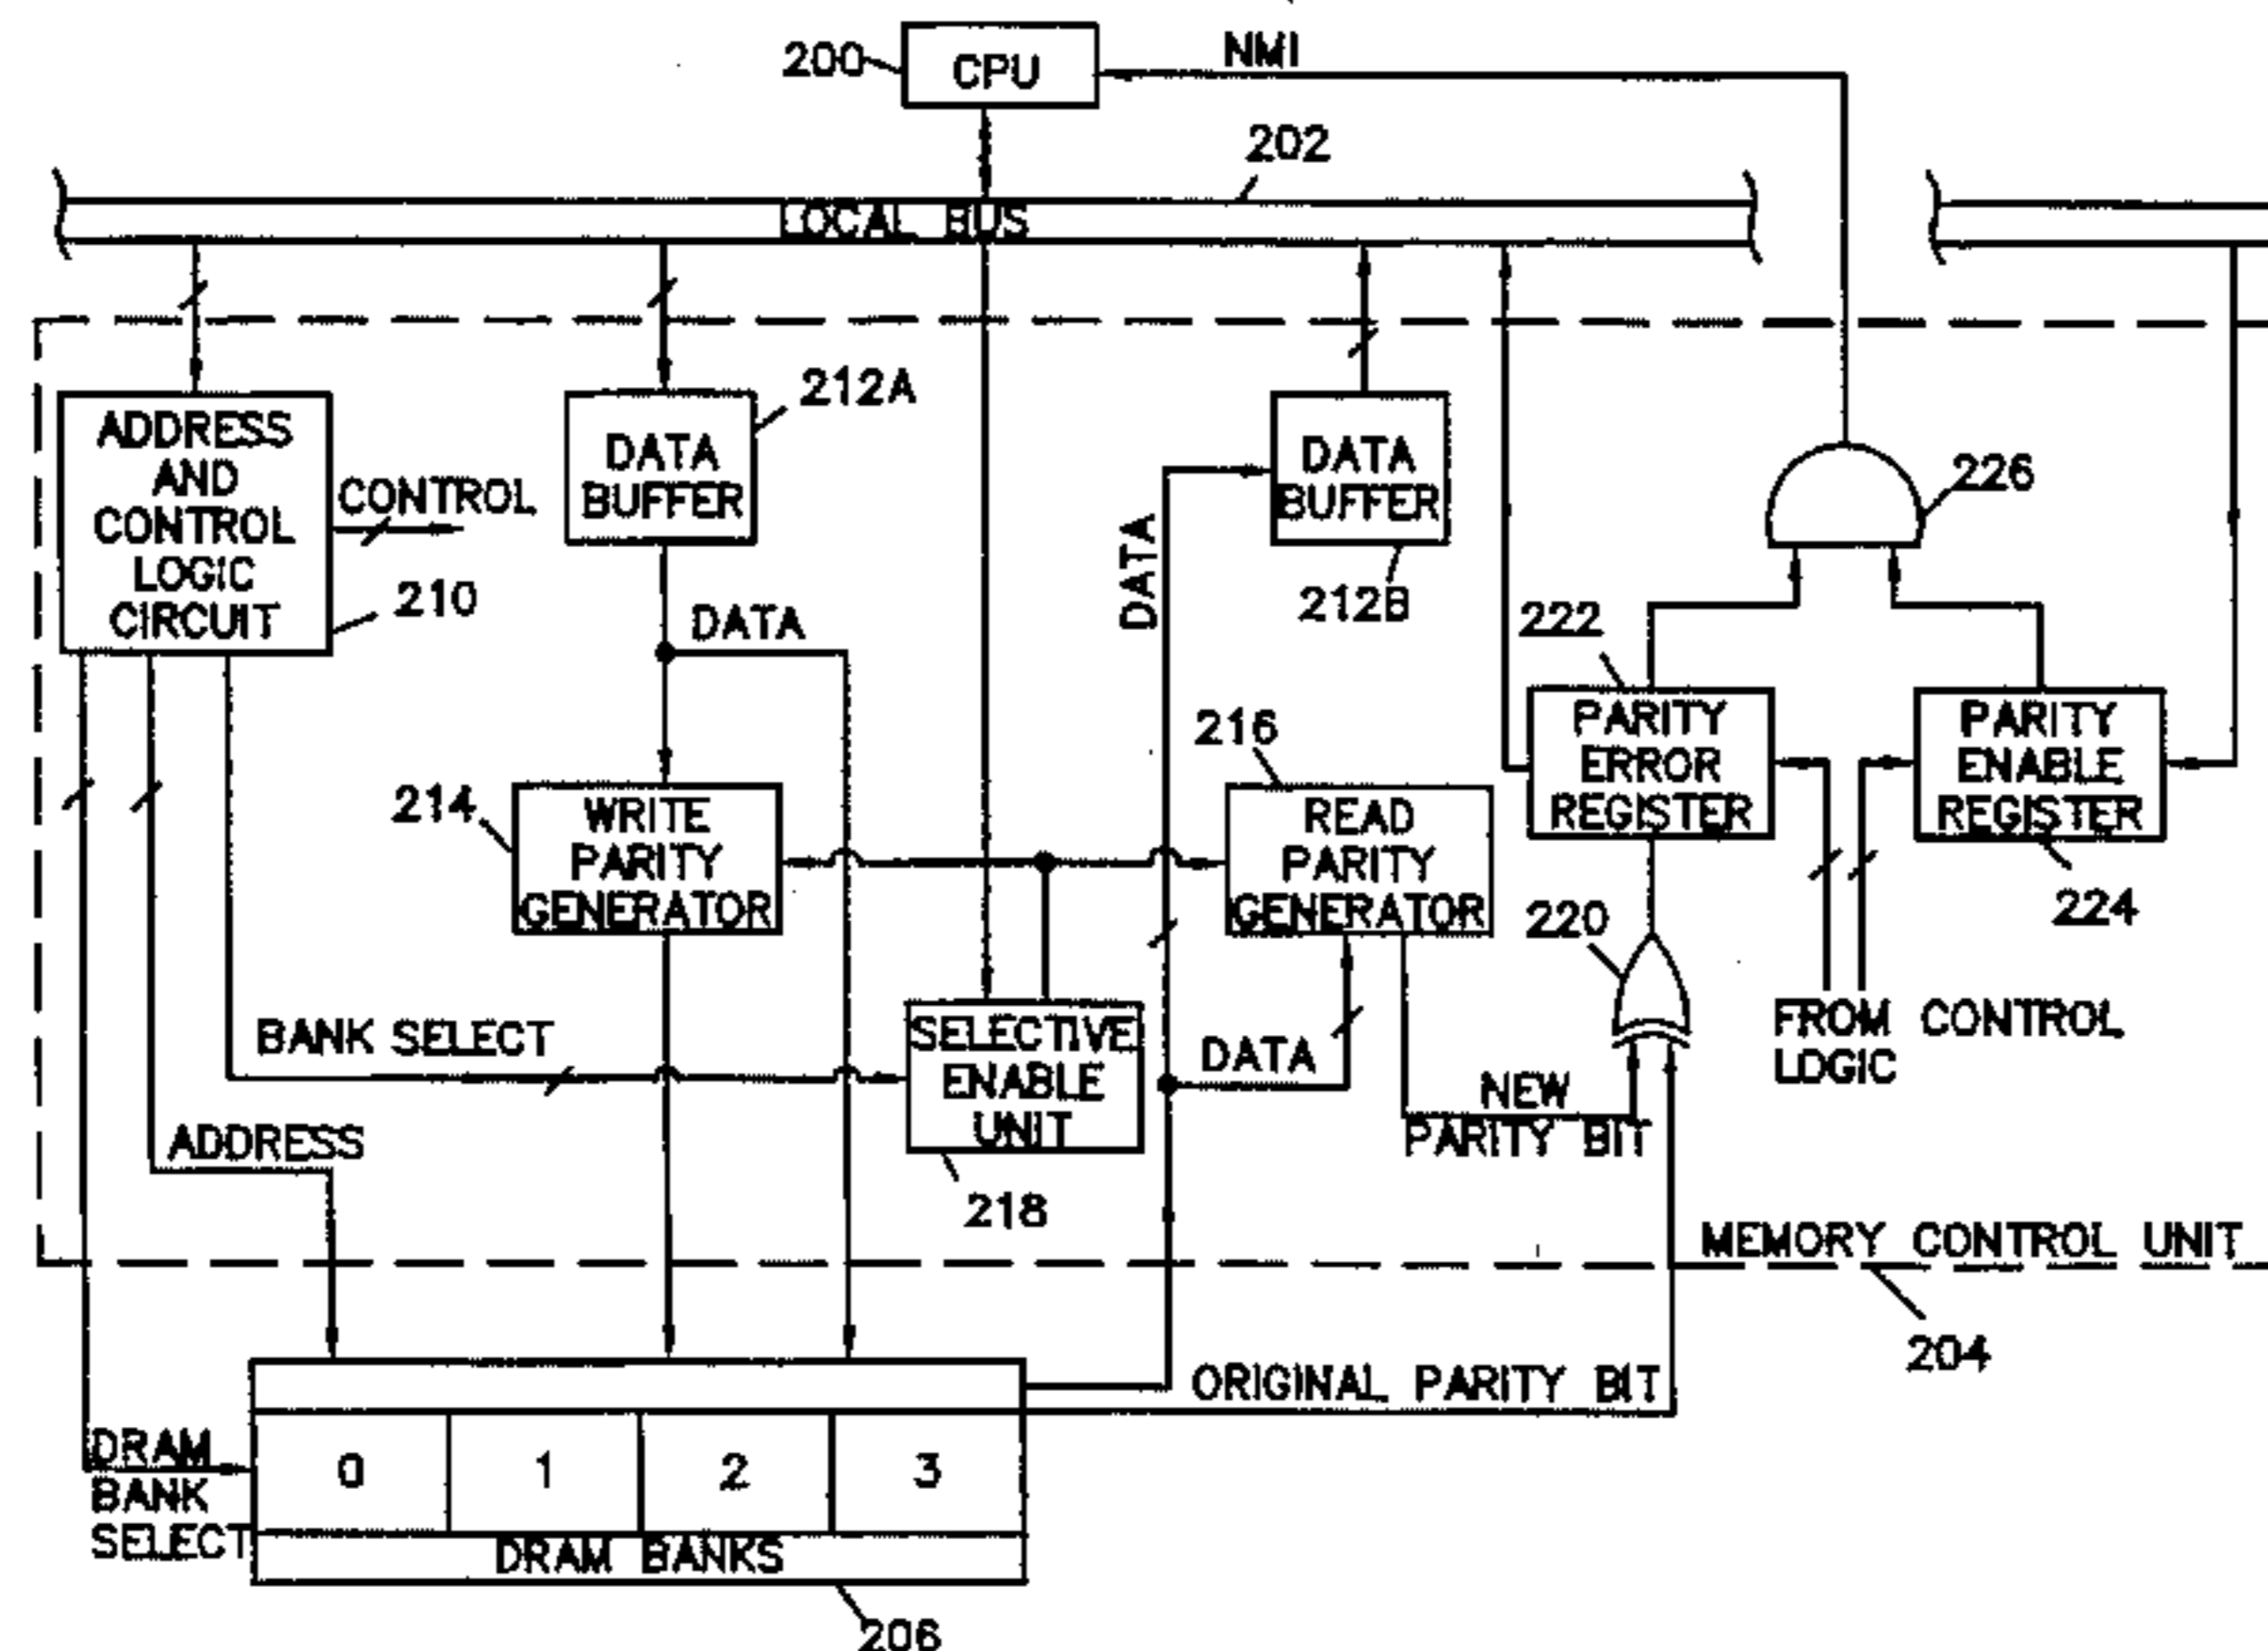 200
CPU
NMI
202
LOCAL BUS
ADDRESS
AND
CONTROL
LOGIC
CIRCUIT
CONTROL
210
DATA
BUFFER
212A
DATA
DATA
DATA
BUFFER
212B
226
222
PARITY
ERROR
REGISTER
PARITY
ENABLE
REGISTER
224
214
WRITE
PARITY
GENERATOR
216
READ
PARITY
GENERATOR
220
FROM CONTROL
LOGIC
BANK SELECT
SELECTIVE
ENABLE
UNIT
218
DATA
NEW
PARITY BIT
ADDRESS
MEMORY CONTROL UNIT
204
ORIGINAL PARITY BIT
DRAM
BANK
SELECT
0 1 2 3
DRAM BANKS
206